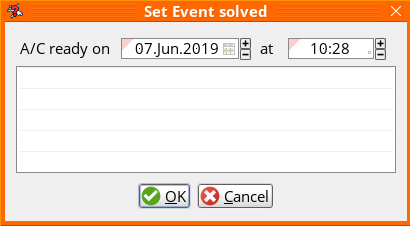 Set Event solved
A/C ready on 07.Jun.2019 at 10:28
OK Cancel